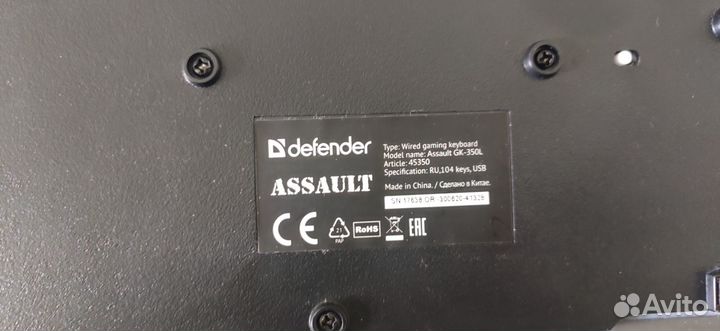 defender
ASSAULT
Type: Wired gaming keyboard
Model name: Assault GK-350L
Article: 45350
Specification: RU,104 keys, USB
Made in China. / Сделано в Китае.
CE
21
PAP
RoHS
EAC
Avito